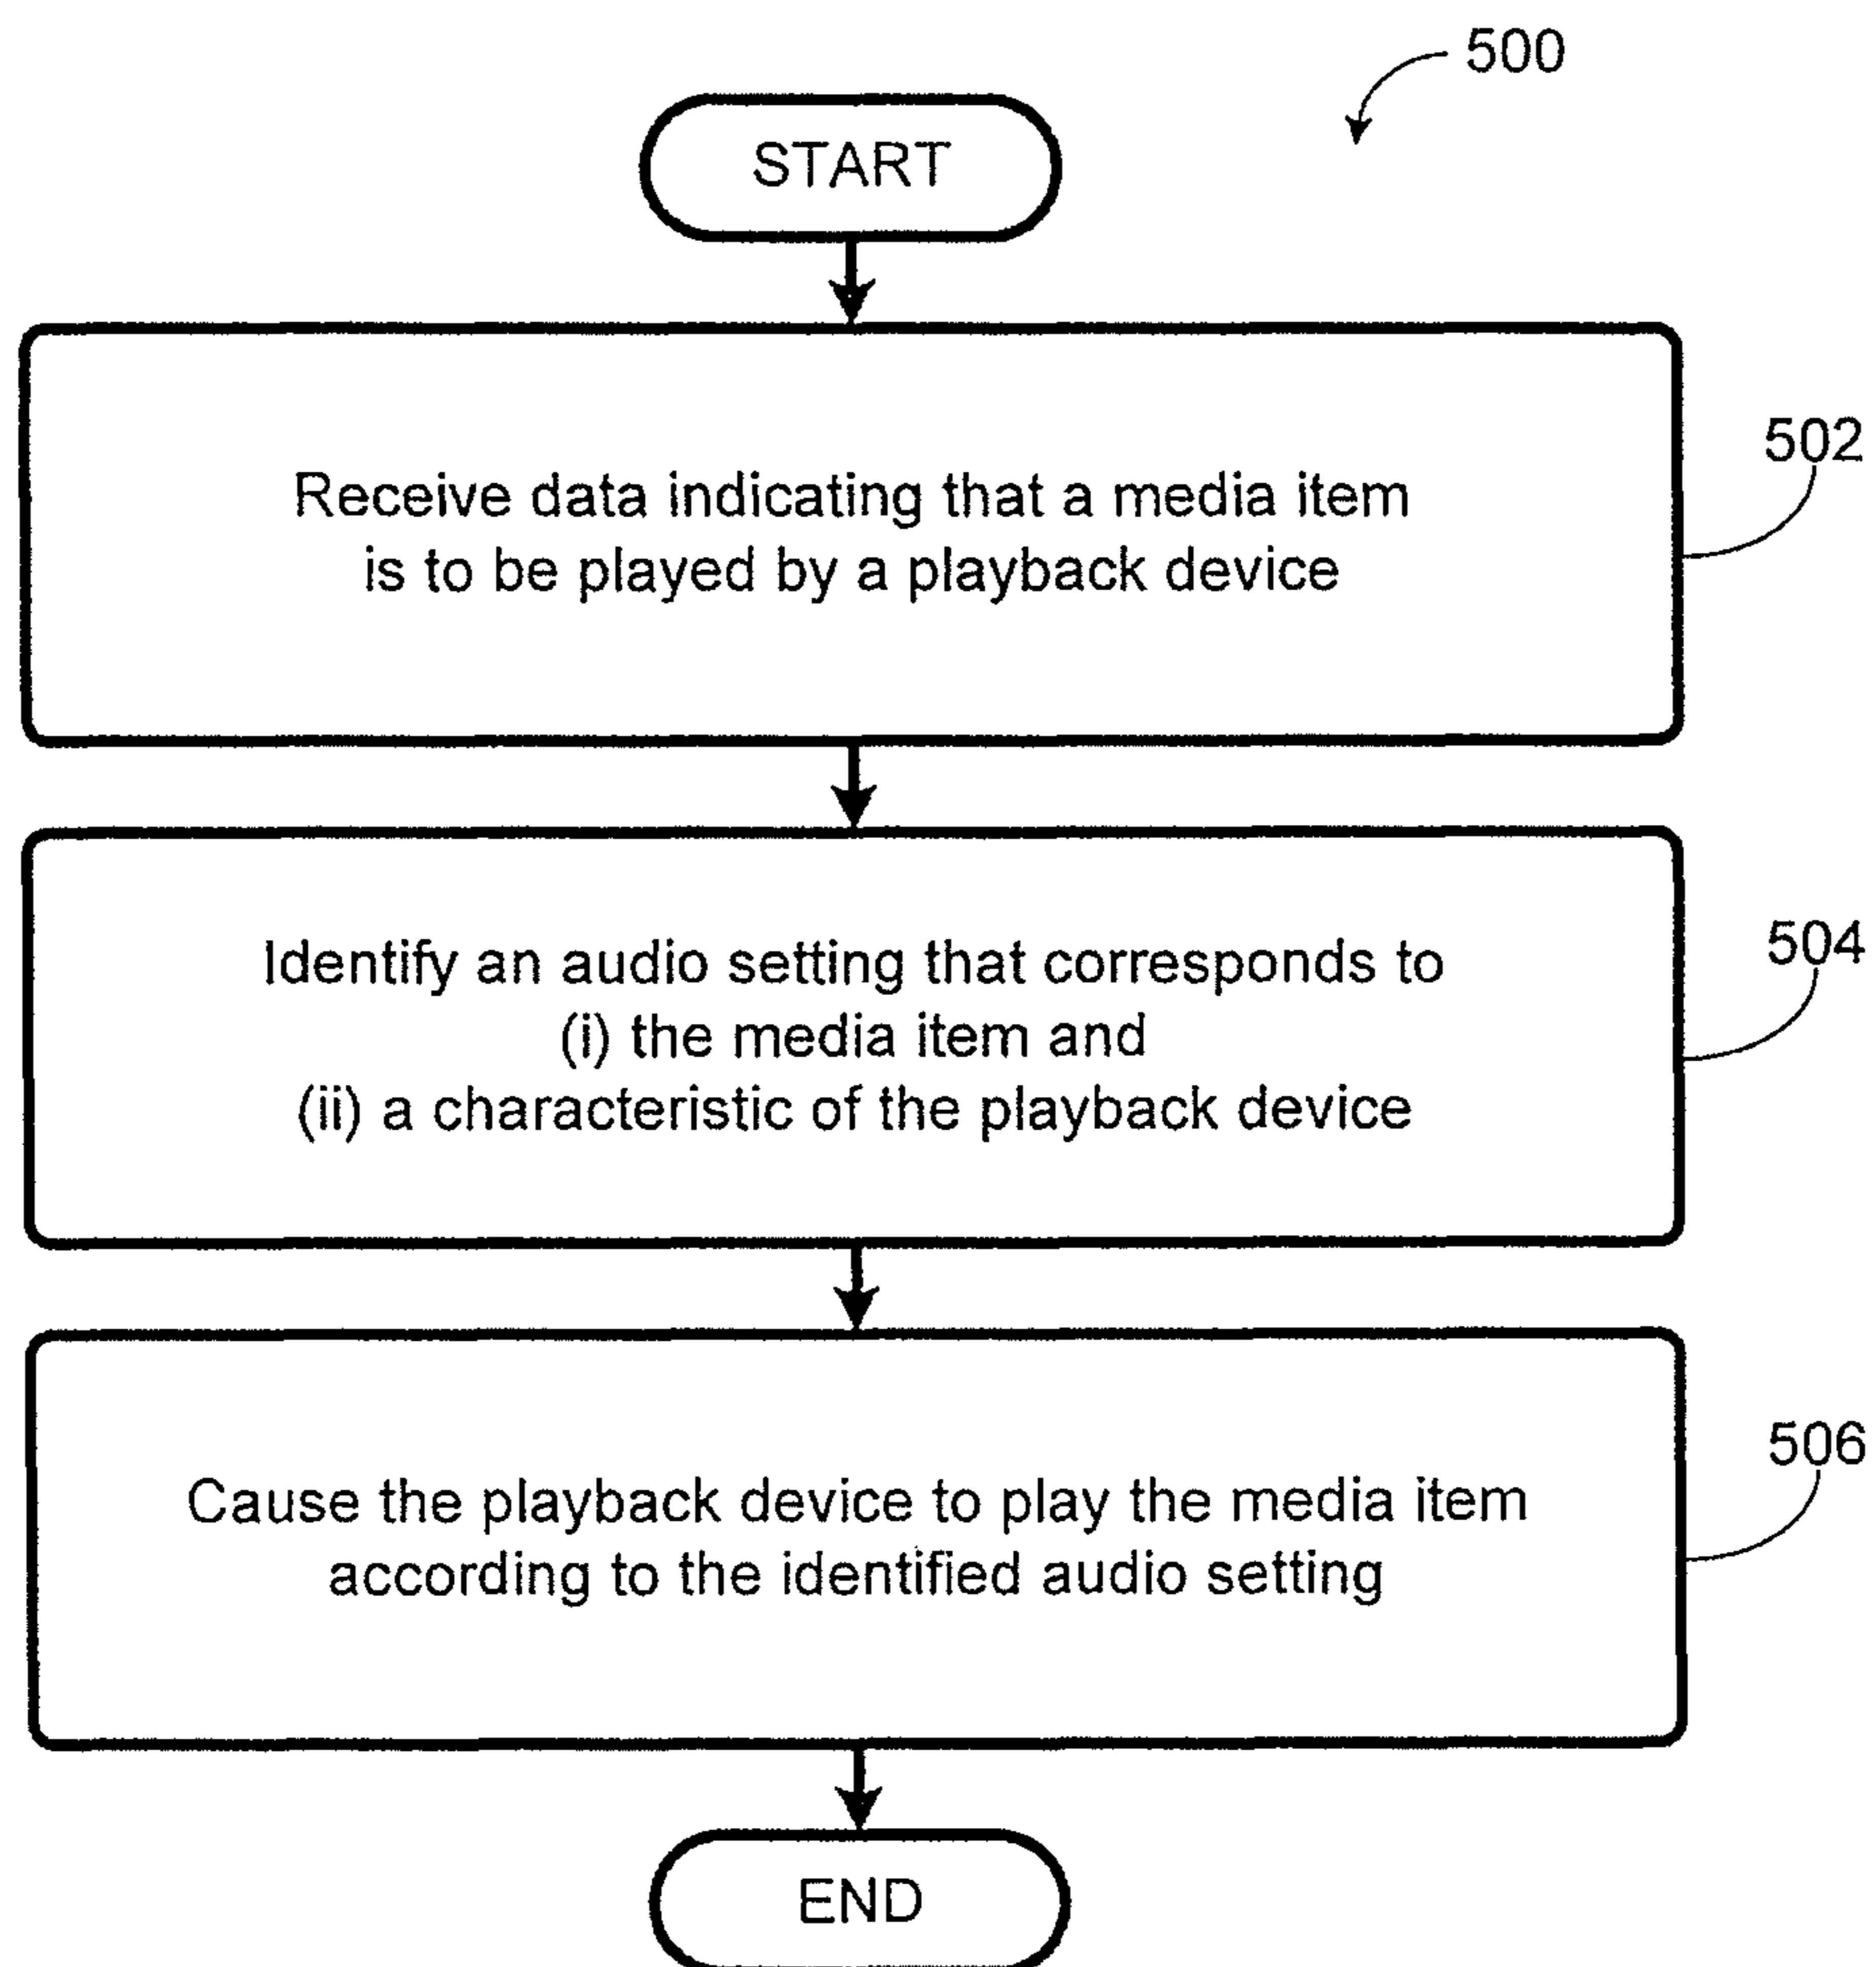 500
START
502
Receive data indicating that a media item
is to be played by a playback device
504
Identify an audio setting that corresponds to
(i) the media item and
(ii) a characteristic of the playback device
506
Cause the playback device to play the media item
according to the identified audio setting
END